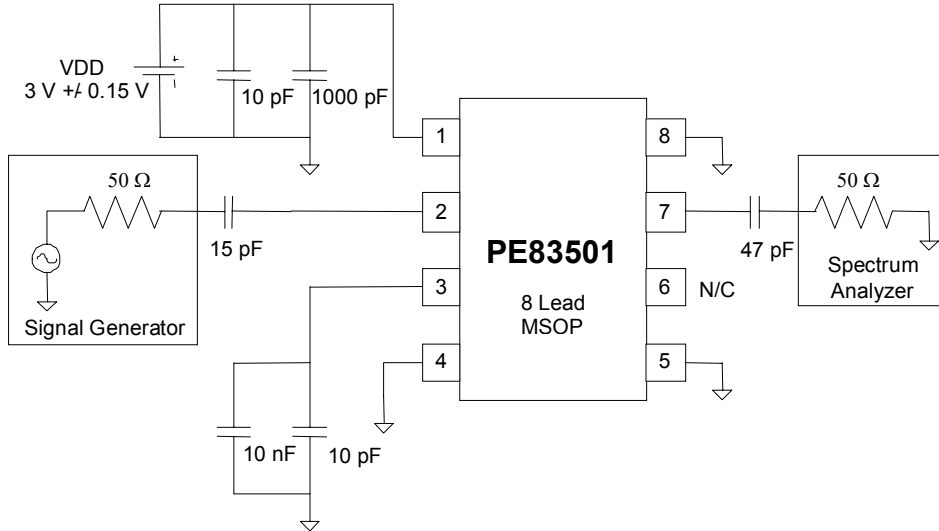 VDD
3 V +/- 0.15 V
+
-
10 pF
1000 pF
1
8
50 Ω
50 Ω
2
7
15 pF
47 pF
PE83501
Spectrum
Analyzer
3
6
N/C
8 Lead
MSOP
Signal Generator
4
5
10 nF
10 pF